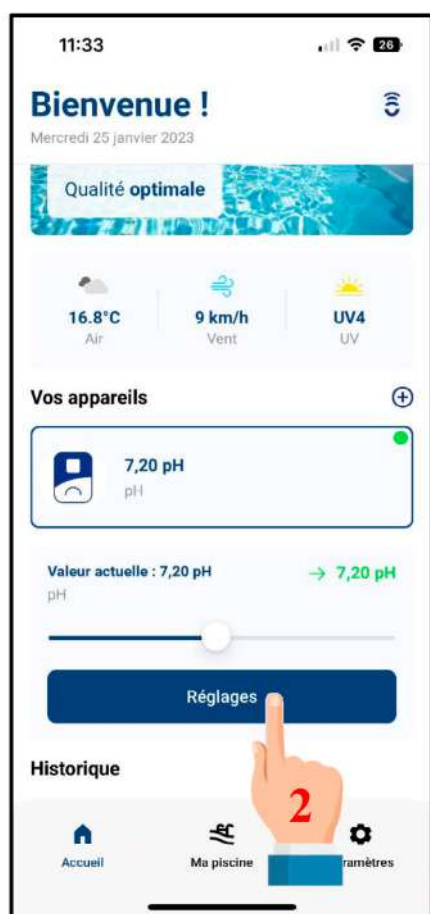 11:33
26
Bienvenue !
Mercredi 25 janvier 2023
Qualité optimale
16.8°C 9 km/h UV4
Air Vent UV
Vos appareils
7,20 pH
pH
Valeur actuelle : 7,20 pH → 7,20 pH
pH
Réglages
Historique
2
Accueil Ma piscine ramètres